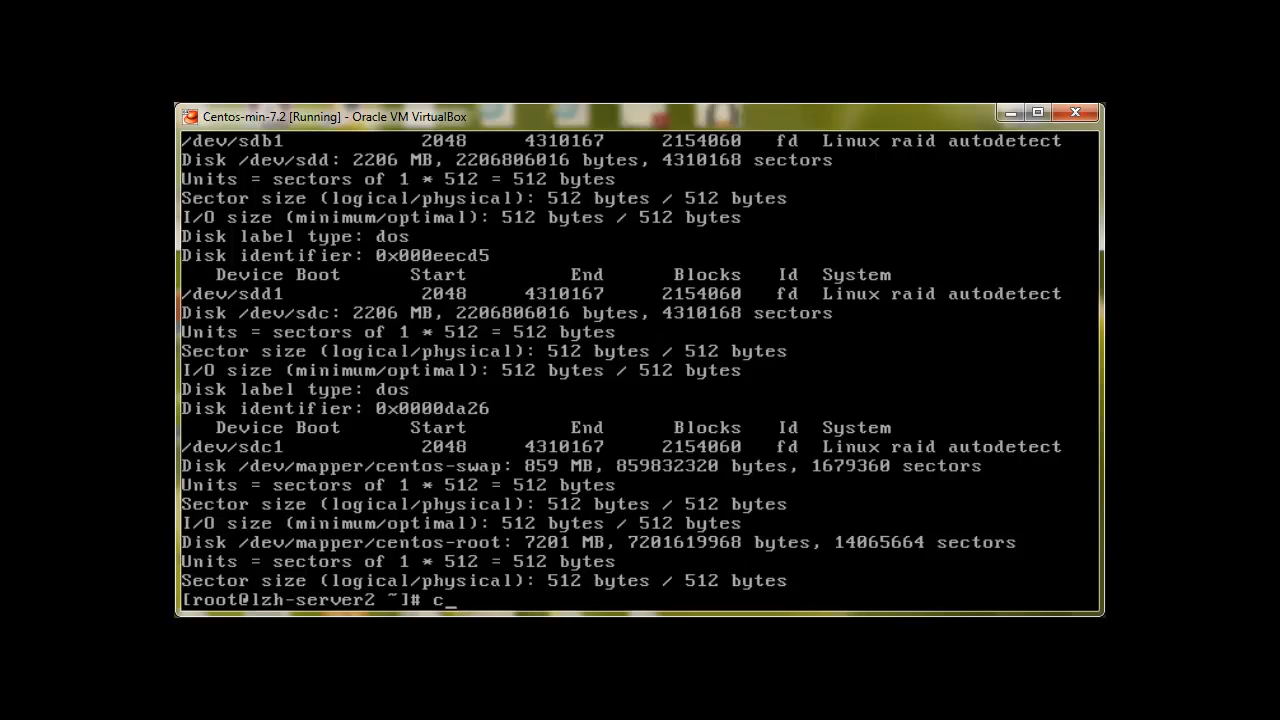 Centos-min-7.2 [Running] - Oracle VM VirtualBox
/dev/sdb1 2048 4310167 2154060 fd Linux raid autodetect
Disk /dev/sdd: 2206 MB, 2206806016 bytes, 4310168 sectors
Units = sectors of 1 * 512 = 512 bytes
Sector size (logical/physical): 512 bytes / 512 bytes
I/O size (minimum/optimal): 512 bytes / 512 bytes
Disk label type: dos
Disk identifier: 0x000eecd5
Device Boot Start End Blocks Id System
/dev/sdd1 2048 4310167 2154060 fd Linux raid autodetect
Disk /dev/sdc: 2206 MB, 2206806016 bytes, 4310168 sectors
Units = sectors of 1 * 512 = 512 bytes
Sector size (logical/physical): 512 bytes / 512 bytes
I/O size (minimum/optimal): 512 bytes / 512 bytes
Disk label type: dos
Disk identifier: 0x0000da26
Device Boot Start End Blocks Id System
/dev/sdc1 2048 4310167 2154060 fd Linux raid autodetect
Disk /dev/mapper/centos-swap: 859 MB, 859832320 bytes, 1679360 sectors
Units = sectors of 1 * 512 = 512 bytes
Sector size (logical/physical): 512 bytes / 512 bytes
I/O size (minimum/optimal): 512 bytes / 512 bytes
Disk /dev/mapper/centos-root: 7201 MB, 7201619968 bytes, 14065664 sectors
Units = sectors of 1 * 512 = 512 bytes
Sector size (logical/physical): 512 bytes / 512 bytes
[root@lzh-server2 ~]# c_